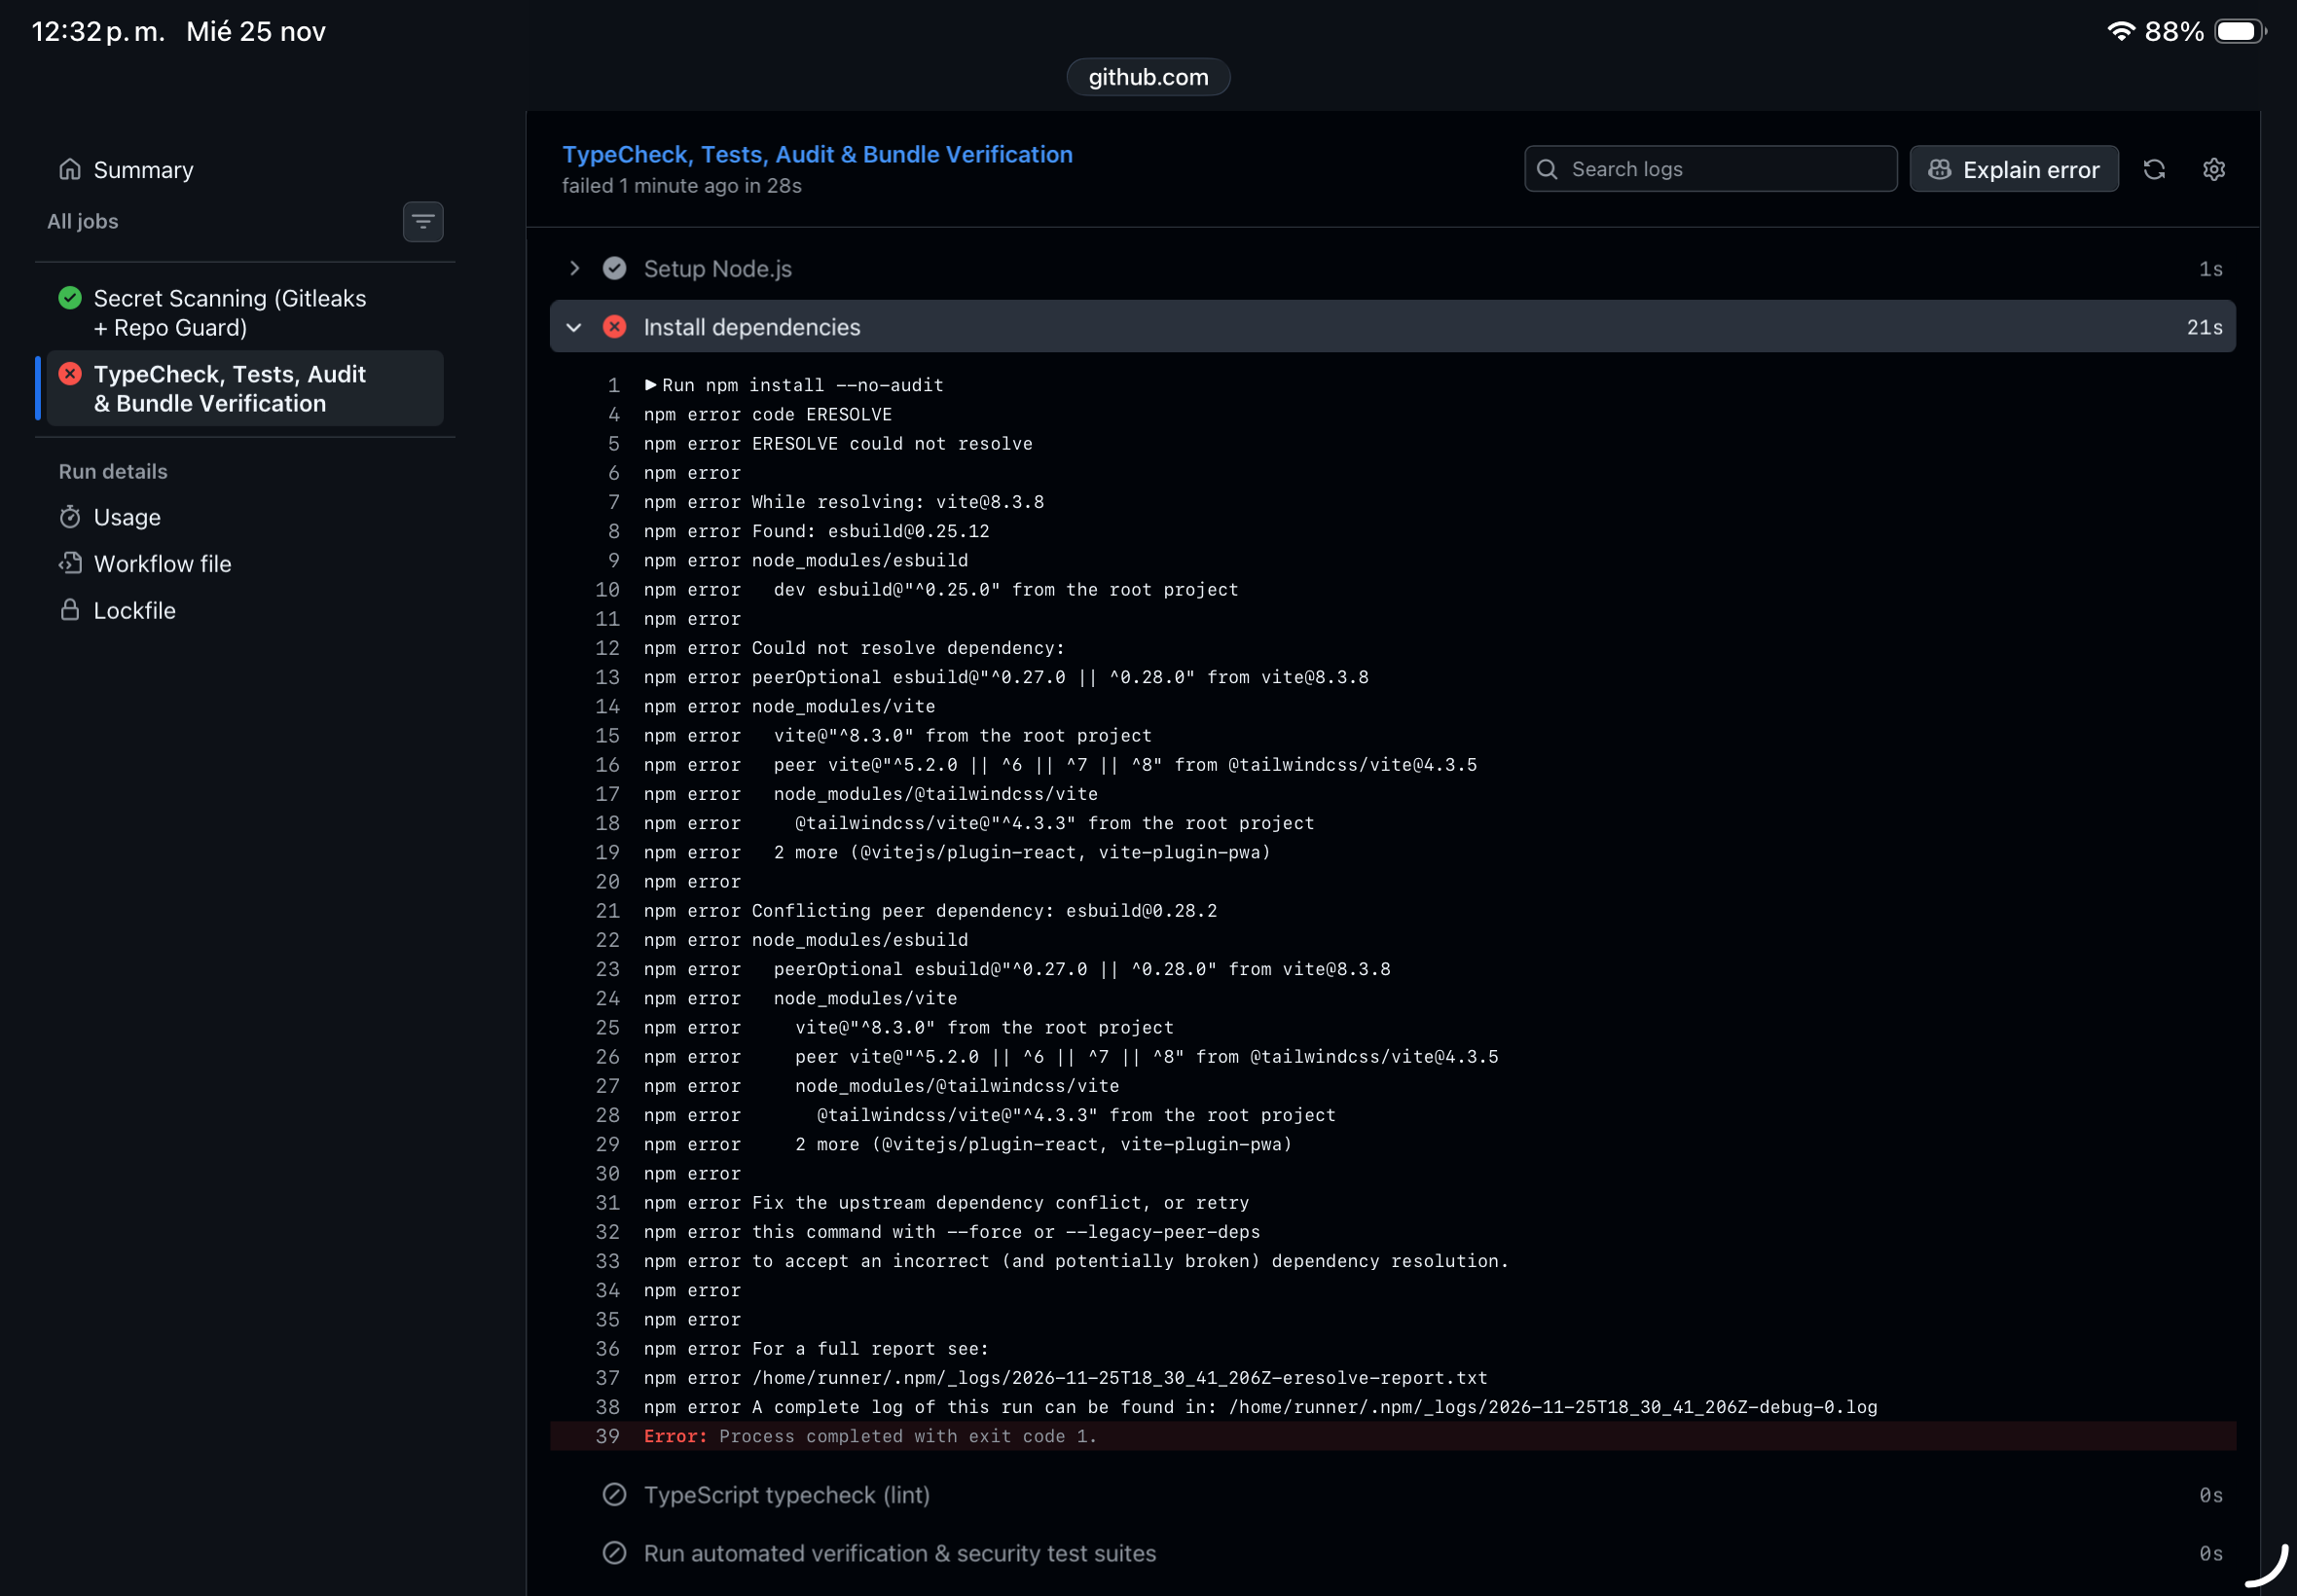 12:32 p. m. Mié 25 nov
88%
github.com
Summary
All jobs
Secret Scanning (Gitleaks
+ Repo Guard)
TypeCheck, Tests, Audit
& Bundle Verification
Run details
Usage
Workflow file
Lockfile
TypeCheck, Tests, Audit & Bundle Verification
failed 1 minute ago in 28s
Search logs
Explain error
Setup Node.js 1s
Install dependencies 21s
1 Run npm install --no-audit
4 npm error code ERESOLVE
5 npm error ERESOLVE could not resolve
6 npm error
7 npm error While resolving: vite@8.3.8
8 npm error Found: esbuild@0.25.12
9 npm error node_modules/esbuild
10 npm error   dev esbuild@"^0.25.0" from the root project
11 npm error
12 npm error Could not resolve dependency:
13 npm error peerOptional esbuild@"^0.27.0 || ^0.28.0" from vite@8.3.8
14 npm error node_modules/vite
15 npm error   vite@"^8.3.0" from the root project
16 npm error   peer vite@"^5.2.0 || ^6 || ^7 || ^8" from @tailwindcss/vite@4.3.5
17 npm error   node_modules/@tailwindcss/vite
18 npm error     @tailwindcss/vite@"^4.3.3" from the root project
19 npm error   2 more (@vitejs/plugin-react, vite-plugin-pwa)
20 npm error
21 npm error Conflicting peer dependency: esbuild@0.28.2
22 npm error node_modules/esbuild
23 npm error   peerOptional esbuild@"^0.27.0 || ^0.28.0" from vite@8.3.8
24 npm error   node_modules/vite
25 npm error     vite@"^8.3.0" from the root project
26 npm error     peer vite@"^5.2.0 || ^6 || ^7 || ^8" from @tailwindcss/vite@4.3.5
27 npm error     node_modules/@tailwindcss/vite
28 npm error       @tailwindcss/vite@"^4.3.3" from the root project
29 npm error     2 more (@vitejs/plugin-react, vite-plugin-pwa)
30 npm error
31 npm error Fix the upstream dependency conflict, or retry
32 npm error this command with --force or --legacy-peer-deps
33 npm error to accept an incorrect (and potentially broken) dependency resolution.
34 npm error
35 npm error
36 npm error For a full report see:
37 npm error /home/runner/.npm/_logs/2026-11-25T18_30_41_206Z-eresolve-report.txt
38 npm error A complete log of this run can be found in: /home/runner/.npm/_logs/2026-11-25T18_30_41_206Z-debug-0.log
39 Error: Process completed with exit code 1.
TypeScript typecheck (lint) 0s
Run automated verification & security test suites 0s